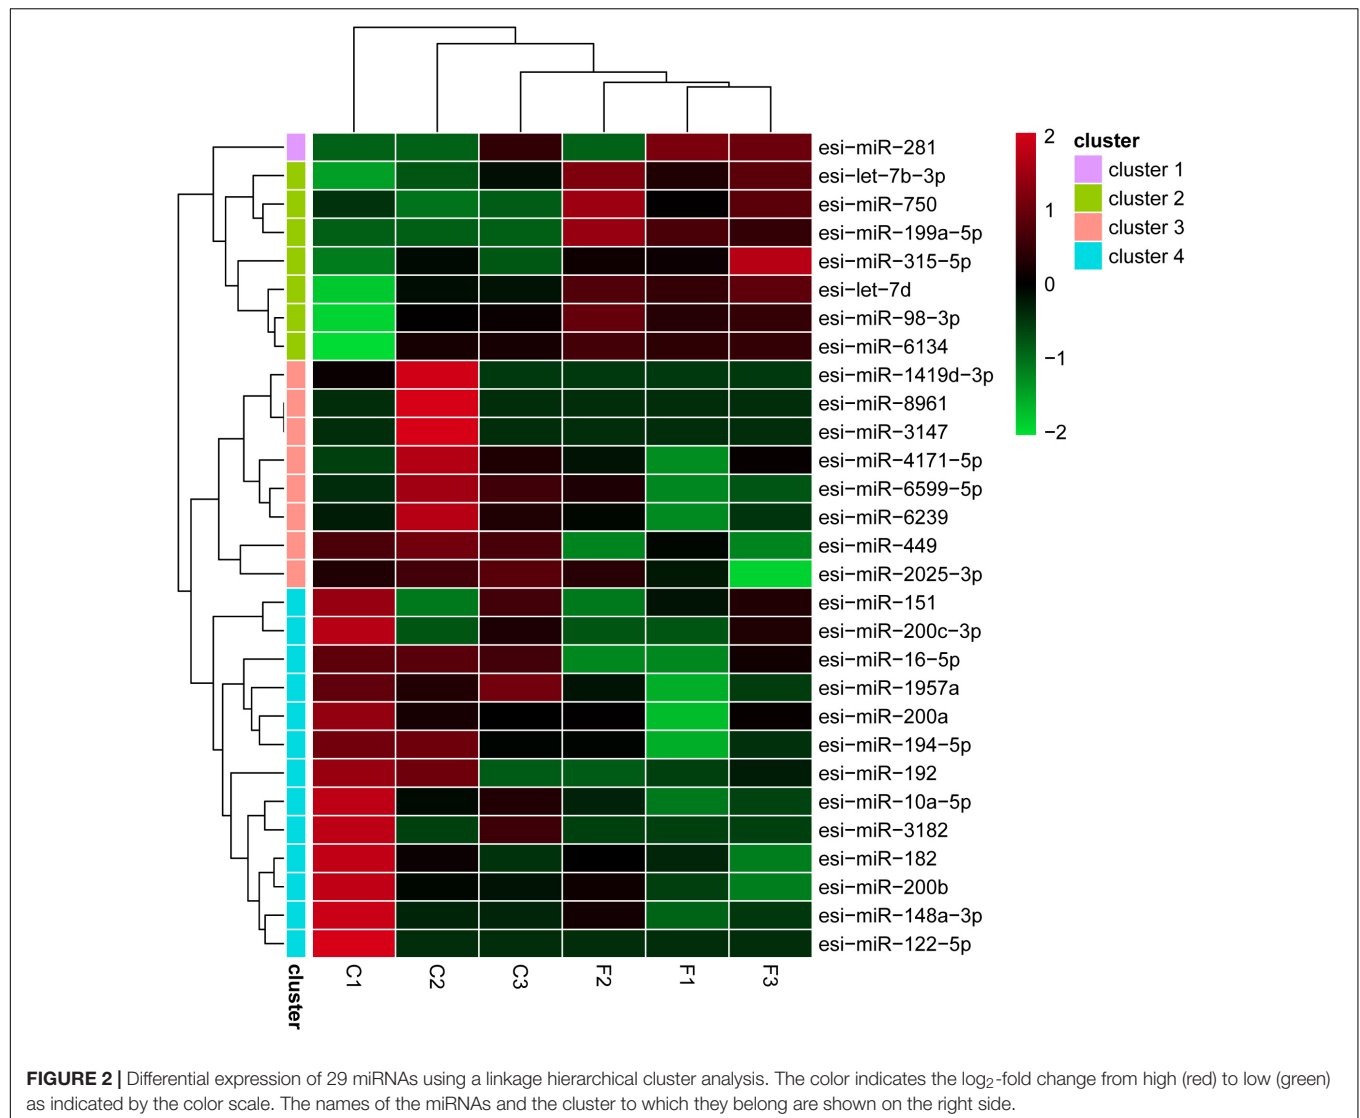 esi−miR−281
esi−let−7b−3p
esi−miR−750
esi−miR−199a−5p
esi−miR−315−5p
esi−let−7d
esi−miR−98−3p
esi−miR−6134
esi−miR−1419d−3p
esi−miR−8961
esi−miR−3147
esi−miR−4171−5p
esi−miR−6599−5p
esi−miR−6239
esi−miR−449
esi−miR−2025−3p
esi−miR−151
esi−miR−200c−3p
esi−miR−16−5p
esi−miR−1957a
esi−miR−200a
esi−miR−194−5p
esi−miR−192
esi−miR−10a−5p
esi−miR−3182
esi−miR−182
esi−miR−200b
esi−miR−148a−3p
esi−miR−122−5p
2
1
0
−1
−2
cluster
cluster 1
cluster 2
cluster 3
cluster 4
cluster
C1
C2
C3
F2
F1
F3
FIGURE 2 | Differential expression of 29 miRNAs using a linkage hierarchical cluster analysis. The color indicates the log₂-fold change from high (red) to low (green)
as indicated by the color scale. The names of the miRNAs and the cluster to which they belong are shown on the right side.